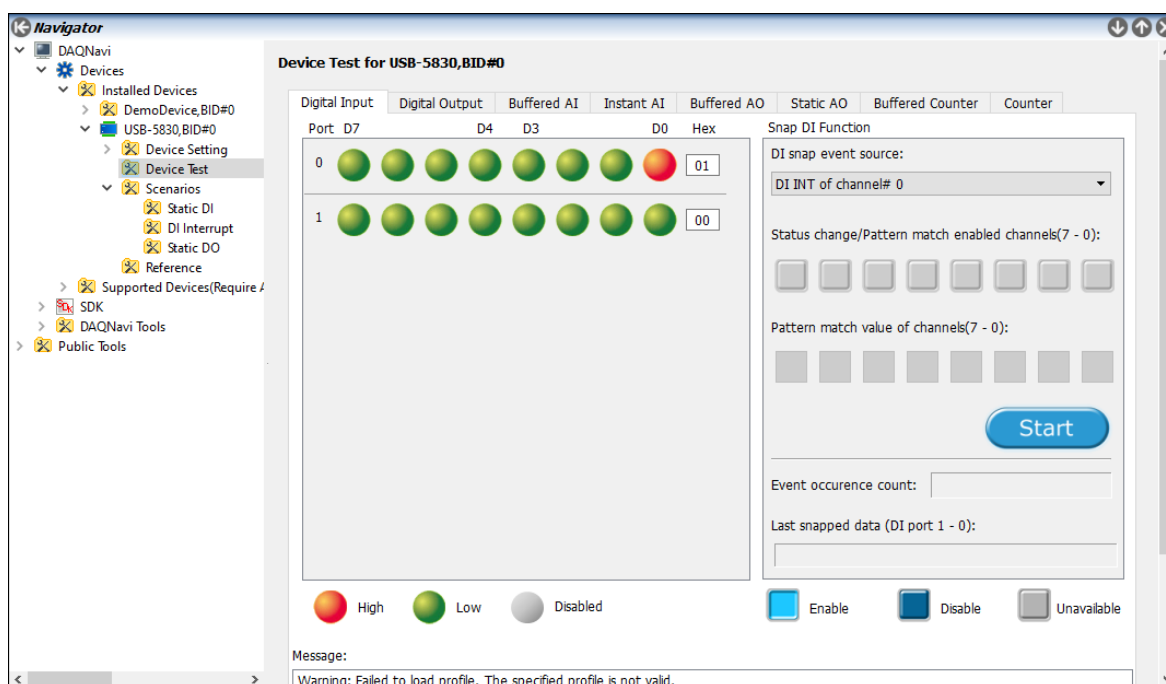 Navigator
DAQNavi
Devices
Installed Devices
DemoDevice,BID#0
USB-5830,BID#0
Device Setting
Device Test
Scenarios
Static DI
DI Interrupt
Static DO
Reference
Supported Devices(Require A
SDK
DAQNavi Tools
Public Tools
Device Test for USB-5830,BID#0
Digital Input Digital Output Buffered AI Instant AI Buffered AO Static AO Buffered Counter Counter
Port D7 D4 D3 D0 Hex
0 01
1 00
High Low Disabled
Snap DI Function
DI snap event source:
DI INT of channel# 0
Status change/Pattern match enabled channels(7 - 0):
Pattern match value of channels(7 - 0):
Start
Event occurence count:
Last snapped data (DI port 1 - 0):
Enable Disable Unavailable
Message:
Warning: Failed to load profile. The specified profile is not valid.